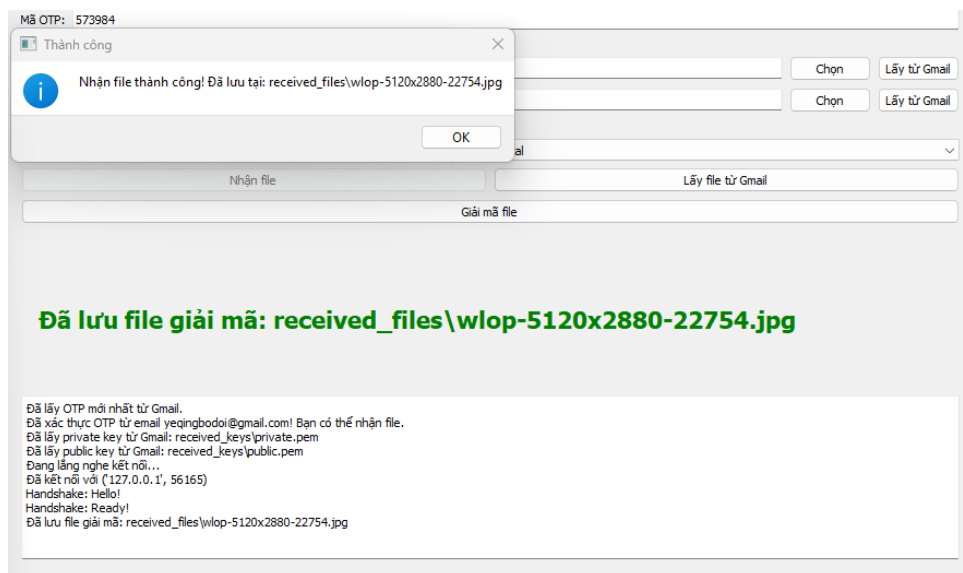 Mã OTP: 573984
Thành công
Nhận file thành công! Đã lưu tại: received_files\wlop-5120x2880-22754.jpg
OK
Chọn Lấy từ Gmail
Chọn Lấy từ Gmail
al
Nhận file Lấy file từ Gmail
Giải mã file
Đã lưu file giải mã: received_files\wlop-5120x2880-22754.jpg
Đã lấy OTP mới nhất từ Gmail.
Đã xác thực OTP từ email yeqingbodoi@gmail.com! Bạn có thể nhận file.
Đã lấy private key từ Gmail: received_keys\private.pem
Đã lấy public key từ Gmail: received_keys\public.pem
Đang lắng nghe kết nối...
Đã kết nối với ('127.0.0.1', 56165)
Handshake: Hello!
Handshake: Ready!
Đã lưu file giải mã: received_files\wlop-5120x2880-22754.jpg